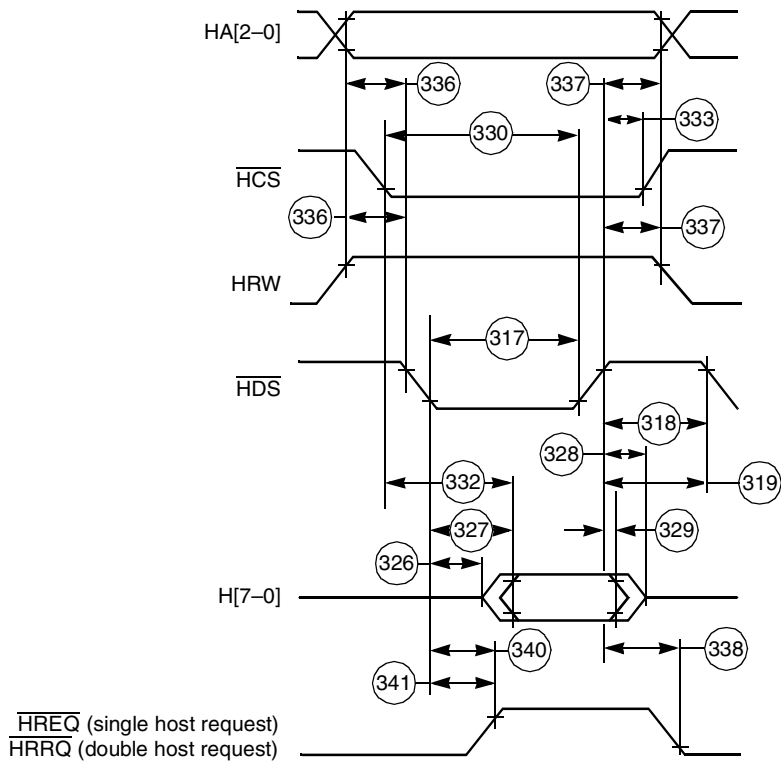 HA[2–0]
336
337
333
330
HCS
336
337
HRW
317
HDS
318
328
332
319
327
329
326
H[7–0]
340
338
341
HREQ (single host request)
HRRQ (double host request)